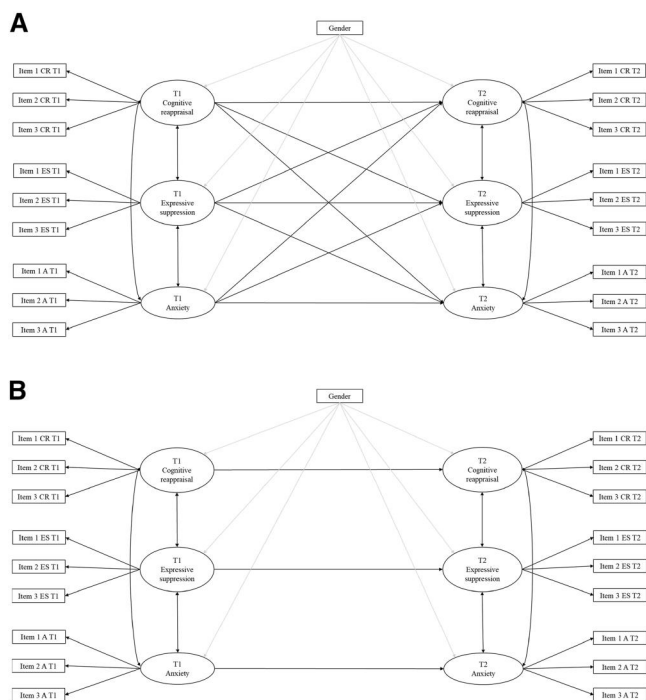 A
Gender
Item 1 CR T1
Item 2 CR T1
Item 3 CR T1
T1
Cognitive
reappraisal
T2
Cognitive
reappraisal
Item 1 CR T2
Item 2 CR T2
Item 3 CR T2
Item 1 ES T1
Item 2 ES T1
Item 3 ES T1
T1
Expressive
suppression
T2
Expressive
suppression
Item 1 ES T2
Item 2 ES T2
Item 3 ES T2
Item 1 A T1
Item 2 A T1
Item 3 A T1
T1
Anxiety
T2
Anxiety
Item 1 A T2
Item 2 A T2
Item 3 A T2
B
Gender
Item 1 CR T1
Item 2 CR T1
Item 3 CR T1
T1
Cognitive
reappraisal
T2
Cognitive
reappraisal
Item 1 CR T2
Item 2 CR T2
Item 3 CR T2
Item 1 ES T1
Item 2 ES T1
Item 3 ES T1
T1
Expressive
suppression
T2
Expressive
suppression
Item 1 ES T2
Item 2 ES T2
Item 3 ES T2
Item 1 A T1
Item 2 A T1
Item 3 A T1
T1
Anxiety
T2
Anxiety
Item 1 A T2
Item 2 A T2
Item 3 A T2